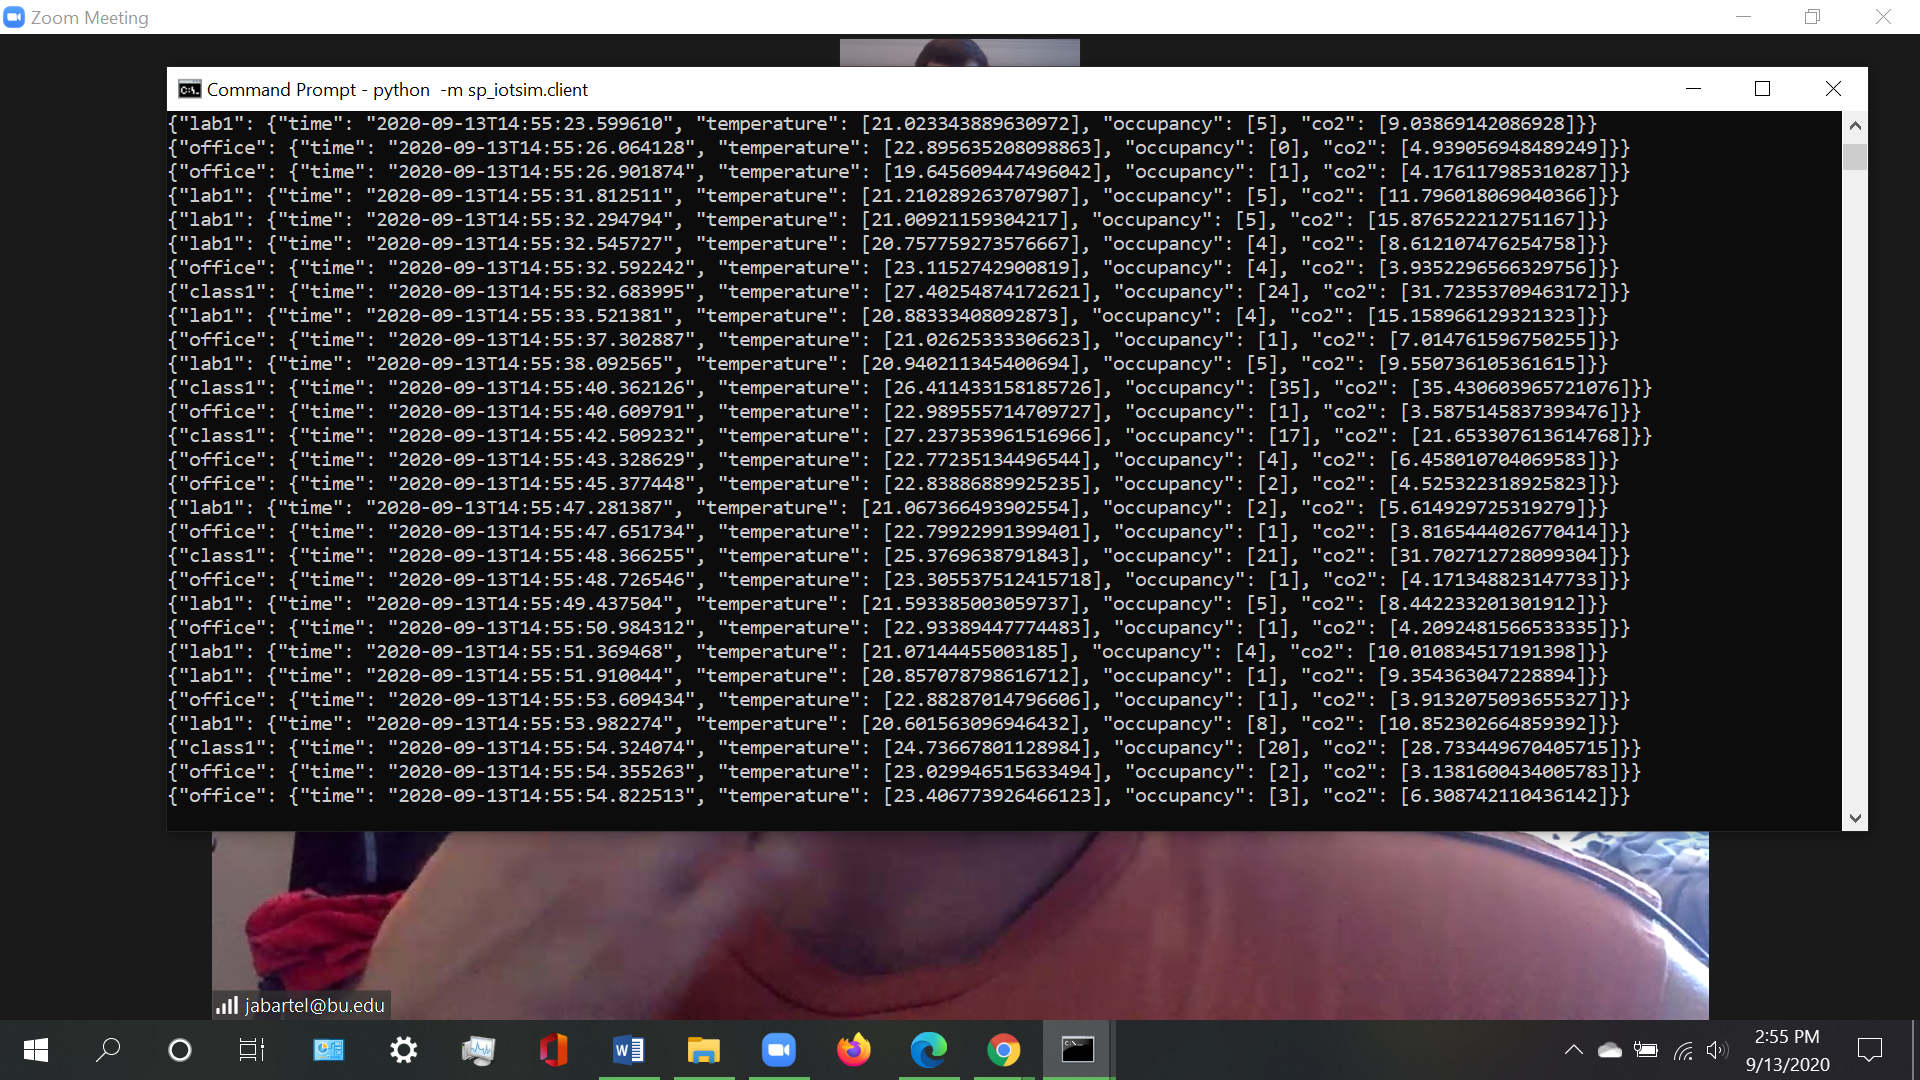 Zoom Meeting
Command Prompt - python  -m sp_iotsim.client
{"lab1": {"time": "2020-09-13T14:55:23.599610", "temperature": [21.023343889630972], "occupancy": [5], "co2": [9.03869142086928]}}
{"office": {"time": "2020-09-13T14:55:26.064128", "temperature": [22.895635208098863], "occupancy": [0], "co2": [4.939056948489249]}}
{"office": {"time": "2020-09-13T14:55:26.901874", "temperature": [19.645609447496042], "occupancy": [1], "co2": [4.176117985310287]}}
{"lab1": {"time": "2020-09-13T14:55:31.812511", "temperature": [21.210289263707907], "occupancy": [5], "co2": [11.796018069040366]}}
{"lab1": {"time": "2020-09-13T14:55:32.294794", "temperature": [21.00921159304217], "occupancy": [5], "co2": [15.876522212751167]}}
{"lab1": {"time": "2020-09-13T14:55:32.545727", "temperature": [20.757759273576667], "occupancy": [4], "co2": [8.612107476254758]}}
{"office": {"time": "2020-09-13T14:55:32.592242", "temperature": [23.1152742900819], "occupancy": [4], "co2": [3.9352296566329756]}}
{"class1": {"time": "2020-09-13T14:55:32.683995", "temperature": [27.40254874172621], "occupancy": [24], "co2": [31.72353709463172]}}
{"lab1": {"time": "2020-09-13T14:55:33.521381", "temperature": [20.88333408092873], "occupancy": [4], "co2": [15.158966129321323]}}
{"office": {"time": "2020-09-13T14:55:37.302887", "temperature": [21.02625333306623], "occupancy": [1], "co2": [7.014761596750255]}}
{"lab1": {"time": "2020-09-13T14:55:38.092565", "temperature": [20.940211345400694], "occupancy": [5], "co2": [9.550736105361615]}}
{"class1": {"time": "2020-09-13T14:55:40.362126", "temperature": [26.411433158185726], "occupancy": [35], "co2": [35.430603965721076]}}
{"office": {"time": "2020-09-13T14:55:40.609791", "temperature": [22.989555714709727], "occupancy": [1], "co2": [3.5875145837393476]}}
{"class1": {"time": "2020-09-13T14:55:42.509232", "temperature": [27.237353961516966], "occupancy": [17], "co2": [21.653307613614768]}}
{"office": {"time": "2020-09-13T14:55:43.328629", "temperature": [22.77235134496544], "occupancy": [4], "co2": [6.458010704069583]}}
{"office": {"time": "2020-09-13T14:55:45.377448", "temperature": [22.83886889925235], "occupancy": [2], "co2": [4.525322318925823]}}
{"lab1": {"time": "2020-09-13T14:55:47.281387", "temperature": [21.067366493902554], "occupancy": [2], "co2": [5.614929725319279]}}
{"office": {"time": "2020-09-13T14:55:47.651734", "temperature": [22.79922991399401], "occupancy": [1], "co2": [3.8165444026770414]}}
{"class1": {"time": "2020-09-13T14:55:48.366255", "temperature": [25.3769638791843], "occupancy": [21], "co2": [31.702712728099304]}}
{"office": {"time": "2020-09-13T14:55:48.726546", "temperature": [23.305537512415718], "occupancy": [1], "co2": [4.171348823147733]}}
{"lab1": {"time": "2020-09-13T14:55:49.437504", "temperature": [21.593385003059737], "occupancy": [5], "co2": [8.442233201301912]}}
{"office": {"time": "2020-09-13T14:55:50.984312", "temperature": [22.93389447774483], "occupancy": [1], "co2": [4.2092481566533335]}}
{"lab1": {"time": "2020-09-13T14:55:51.369468", "temperature": [21.07144455003185], "occupancy": [4], "co2": [10.010834517191398]}}
{"lab1": {"time": "2020-09-13T14:55:51.910044", "temperature": [20.857078798616712], "occupancy": [1], "co2": [9.354363047228894]}}
{"office": {"time": "2020-09-13T14:55:53.609434", "temperature": [22.88287014796606], "occupancy": [1], "co2": [3.9132075093655327]}}
{"lab1": {"time": "2020-09-13T14:55:53.982274", "temperature": [20.601563096946432], "occupancy": [8], "co2": [10.852302664859392]}}
{"class1": {"time": "2020-09-13T14:55:54.324074", "temperature": [24.73667801128984], "occupancy": [20], "co2": [28.733449670405715]}}
{"office": {"time": "2020-09-13T14:55:54.355263", "temperature": [23.029946515633494], "occupancy": [2], "co2": [3.1381600434005783]}}
{"office": {"time": "2020-09-13T14:55:54.822513", "temperature": [23.406773926466123], "occupancy": [3], "co2": [6.308742110436142]}}
jabartel@bu.edu
2:55 PM
9/13/2020